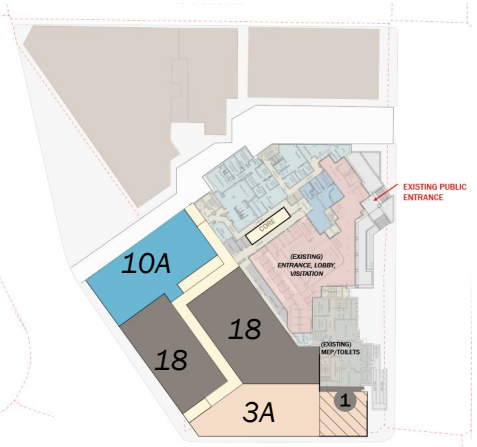 EXISTING PUBLIC
ENTRANCE
CORE
(EXISTING)
ENTRANCE, LOBBY,
VISITATION
10A
18
18
(EXISTING)
MEP/TOILETS
3A
1